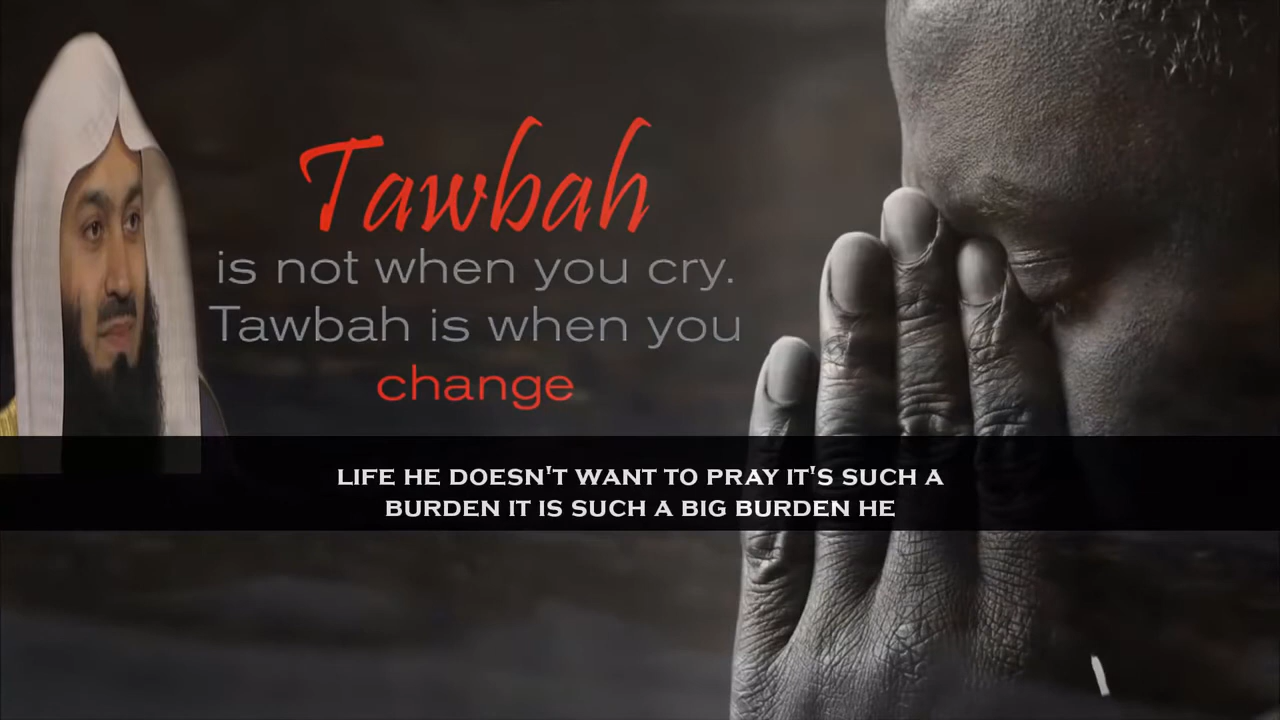 Tawbah
is not when you cry.
Tawbah is when you
change
LIFE HE DOESN'T WANT TO PRAY IT'S SUCH A
BURDEN IT IS SUCH A BIG BURDEN HE